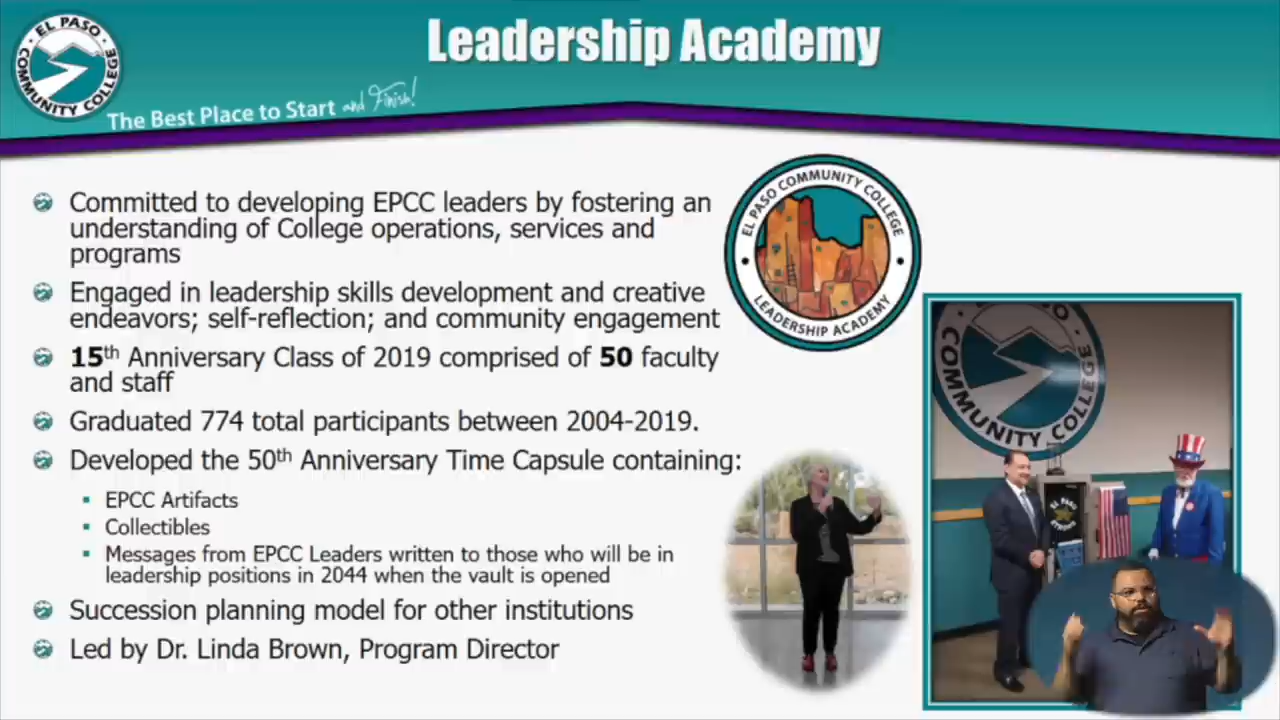 Leadership Academy
EL PASO
COMMUNITY COLLEGE
The Best Place to Start and Finish!
Committed to developing EPCC leaders by fostering an
understanding of College operations, services and
programs
Engaged in leadership skills development and creative
endeavors; self-reflection; and community engagement
15th Anniversary Class of 2019 comprised of 50 faculty
and staff
Graduated 774 total participants between 2004-2019.
Developed the 50th Anniversary Time Capsule containing:
EPCC Artifacts
Collectibles
Messages from EPCC Leaders written to those who will be in
leadership positions in 2044 when the vault is opened
Succession planning model for other institutions
Led by Dr. Linda Brown, Program Director
EL PASO COMMUNITY COLLEGE
LEADERSHIP ACADEMY
COMMUNITY COLLEGE
EL PASO
STRONG